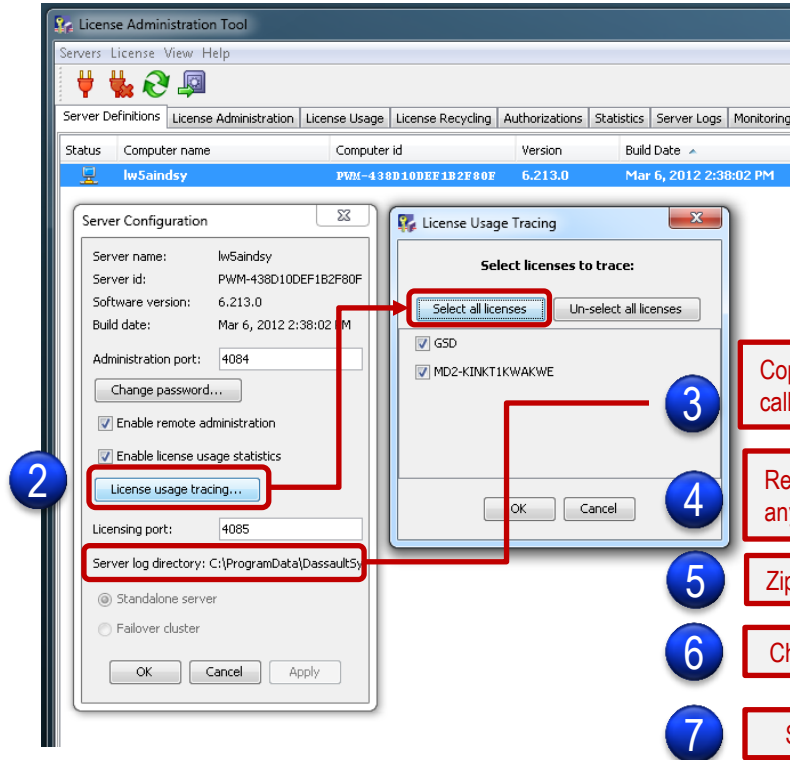 License Administration Tool
Servers License View Help
Server Definitions License Administration License Usage License Recycling Authorizations Statistics Server Logs Monitoring
Status Computer name Computer id Version Build Date
lw5aindsy PWM-438D10DEF1B2F80F 6.213.0 Mar 6, 2012 2:38:02 PM
Server Configuration
Server name: lw5aindsy
Server id: PWM-438D10DEF1B2F80F
Software version: 6.213.0
Build date: Mar 6, 2012 2:38:02 PM
Administration port: 4084
Change password...
Enable remote administration
Enable license usage statistics
2
License usage tracing...
Licensing port: 4085
Server log directory: C:\ProgramData\DassaultSy
Standalone server
Failover cluster
OK Cancel Apply
License Usage Tracing
Select licenses to trace:
Select all licenses Un-select all licenses
GSD
MD2-KINKT1KWAKWE
OK Cancel
3
Cop
call
4
Re
any
5
Zip
6
Ch
7
S